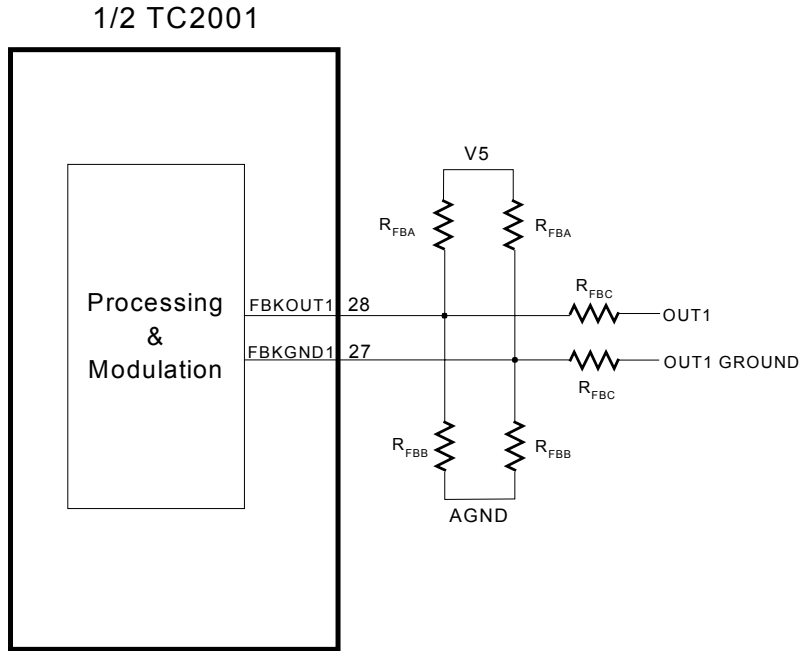 1/2 TC2001
V5
R_FBA R_FBA
Processing
&
Modulation
FBKOUT1 28
R_FBC
OUT1
FBKGND1 27
OUT1 GROUND
R_FBC
R_FBB R_FBB
AGND